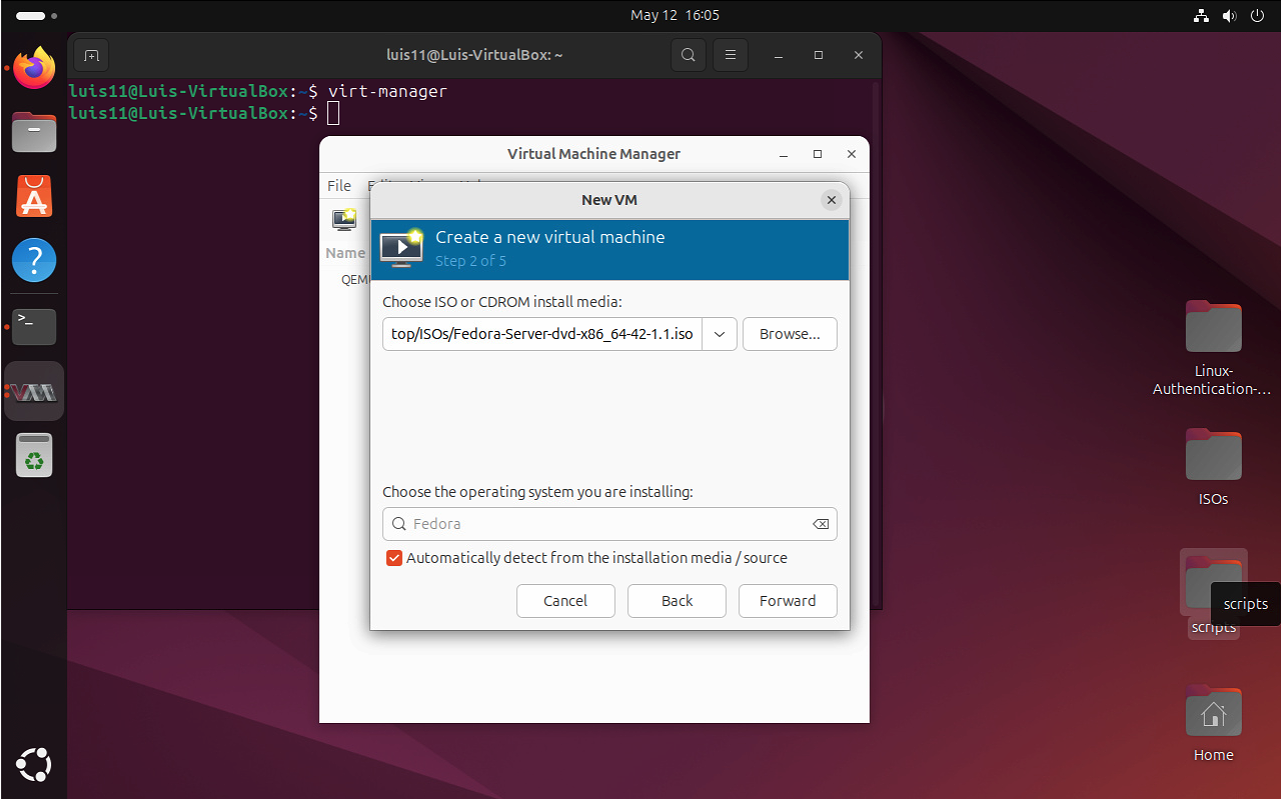 May 12 16:05
luis11@Luis-VirtualBox: ~
luis11@Luis-VirtualBox:~$ virt-manager
luis11@Luis-VirtualBox:~$
Virtual Machine Manager
File
New VM
Create a new virtual machine
Step 2 of 5
Name
QEM
Choose ISO or CDROM install media:
top/ISOs/Fedora-Server-dvd-x86_64-42-1.1.iso
Browse...
Choose the operating system you are installing:
Fedora
Automatically detect from the installation media / source
Cancel Back Forward
Linux-
Authentication-...
ISOs
scripts
scripts
Home